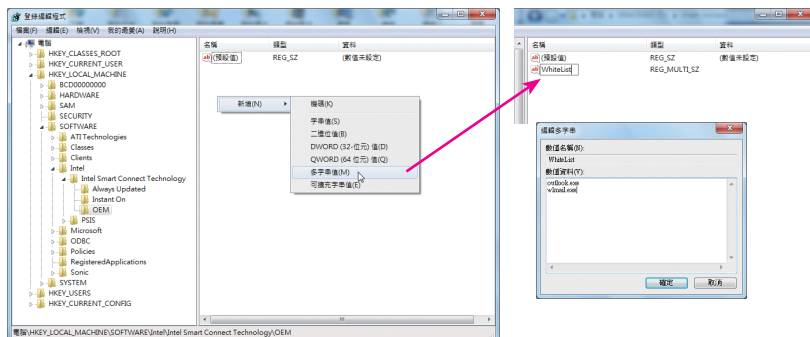 登錄編輯程式
檔案(F) 編輯(E) 檢視(V) 我的最愛(A) 說明(H)
電腦
HKEY_CLASSES_ROOT
HKEY_CURRENT_USER
HKEY_LOCAL_MACHINE
BCD00000000
HARDWARE
SAM
SECURITY
SOFTWARE
ATI Technologies
Classes
Clients
Intel
Intel Smart Connect Technology
Always Updated
Instant On
OEM
PSIS
Microsoft
ODBC
Policies
RegisteredApplications
Sonic
SYSTEM
HKEY_USERS
HKEY_CURRENT_CONFIG
名稱 類型 資料
(預設值) REG_SZ (數值未設定)
新增(N)
機碼(K)
字串值(S)
二進位值(B)
DWORD (32-位元) 值(D)
QWORD (64 位元) 值(Q)
多字串值(M)
可擴充字串值(E)
電腦\HKEY_LOCAL_MACHINE\SOFTWARE\Intel\Intel Smart Connect Technology\OEM
名稱 類型 資料
(預設值) REG_SZ (數值未設定)
WhiteList REG_MULTI_SZ
編輯多字串
數值名稱(N):
WhiteList
數值資料(V):
outlook.exe
wlmail.exe
確定 取消